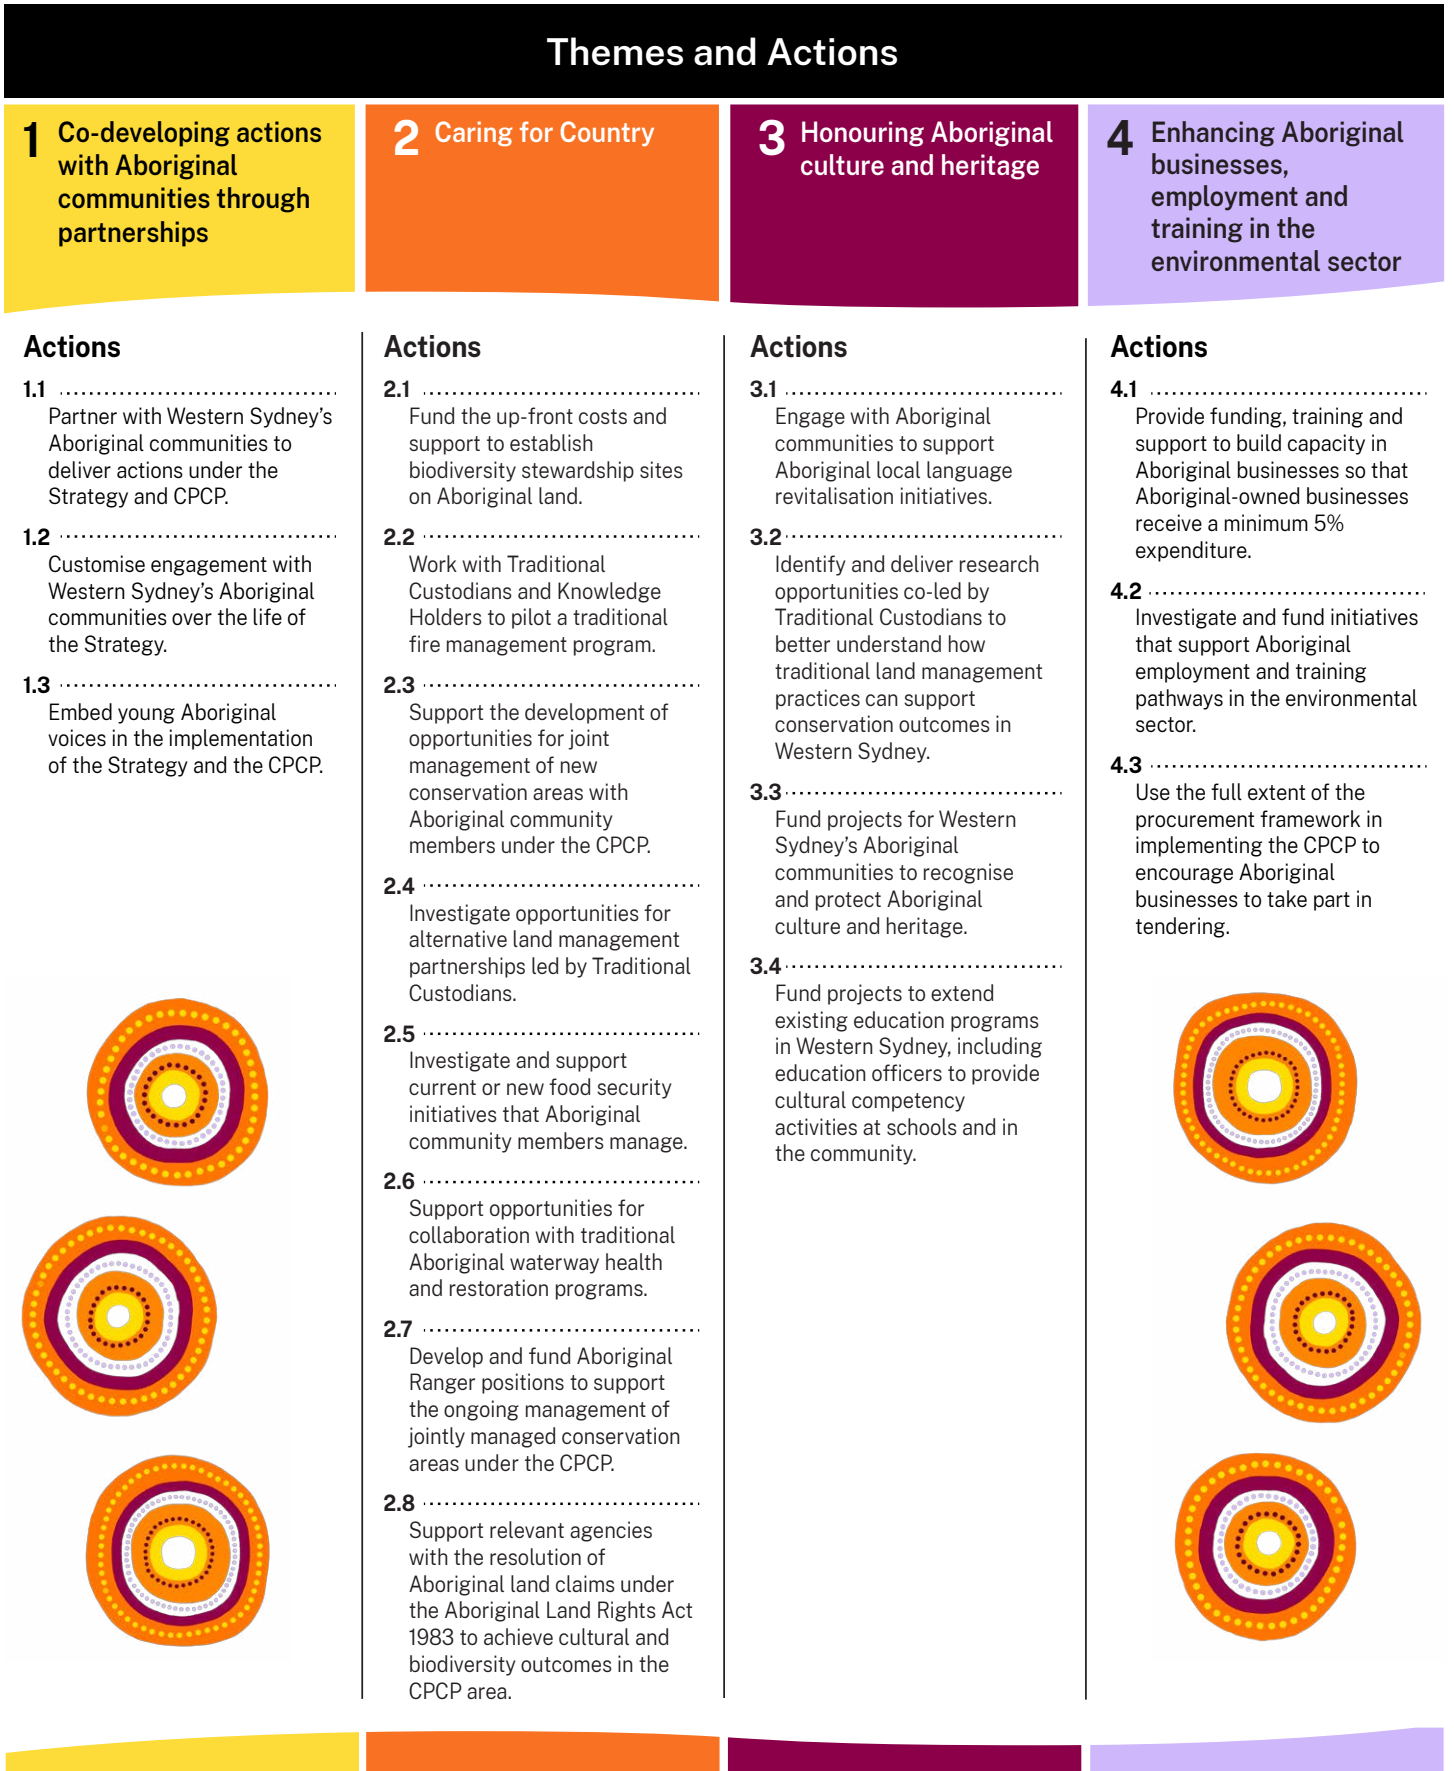 Themes and Actions
1 Co-developing actions
with Aboriginal
communities through
partnerships
Actions
1.1
Partner with Western Sydney's
Aboriginal communities to
deliver actions under the
Strategy and CPCP.
1.2
Customise engagement with
Western Sydney's Aboriginal
communities over the life of
the Strategy.
1.3
Embed young Aboriginal
voices in the implementation
of the Strategy and the CPCP.
2 Caring for Country
Actions
2.1
Fund the up-front costs and
support to establish
biodiversity stewardship sites
on Aboriginal land.
2.2
Work with Traditional
Custodians and Knowledge
Holders to pilot a traditional
fire management program.
2.3
Support the development of
opportunities for joint
management of new
conservation areas with
Aboriginal community
members under the CPCP.
2.4
Investigate opportunities for
alternative land management
partnerships led by Traditional
Custodians.
2.5
Investigate and support
current or new food security
initiatives that Aboriginal
community members manage.
2.6
Support opportunities for
collaboration with traditional
Aboriginal waterway health
and restoration programs.
2.7
Develop and fund Aboriginal
Ranger positions to support
the ongoing management of
jointly managed conservation
areas under the CPCP.
2.8
Support relevant agencies
with the resolution of
Aboriginal land claims under
the Aboriginal Land Rights Act
1983 to achieve cultural and
biodiversity outcomes in the
CPCP area.
3 Honouring Aboriginal
culture and heritage
Actions
3.1
Engage with Aboriginal
communities to support
Aboriginal local language
revitalisation initiatives.
3.2
Identify and deliver research
opportunities co-led by
Traditional Custodians to
better understand how
traditional land management
practices can support
conservation outcomes in
Western Sydney.
3.3
Fund projects for Western
Sydney's Aboriginal
communities to recognise
and protect Aboriginal
culture and heritage.
3.4
Fund projects to extend
existing education programs
in Western Sydney, including
education officers to provide
cultural competency
activities at schools and in
the community.
4 Enhancing Aboriginal
businesses,
employment and
training in the
environmental sector
Actions
4.1
Provide funding, training and
support to build capacity in
Aboriginal businesses so that
Aboriginal-owned businesses
receive a minimum 5%
expenditure.
4.2
Investigate and fund initiatives
that support Aboriginal
employment and training
pathways in the environmental
sector.
4.3
Use the full extent of the
procurement framework in
implementing the CPCP to
encourage Aboriginal
businesses to take part in
tendering.